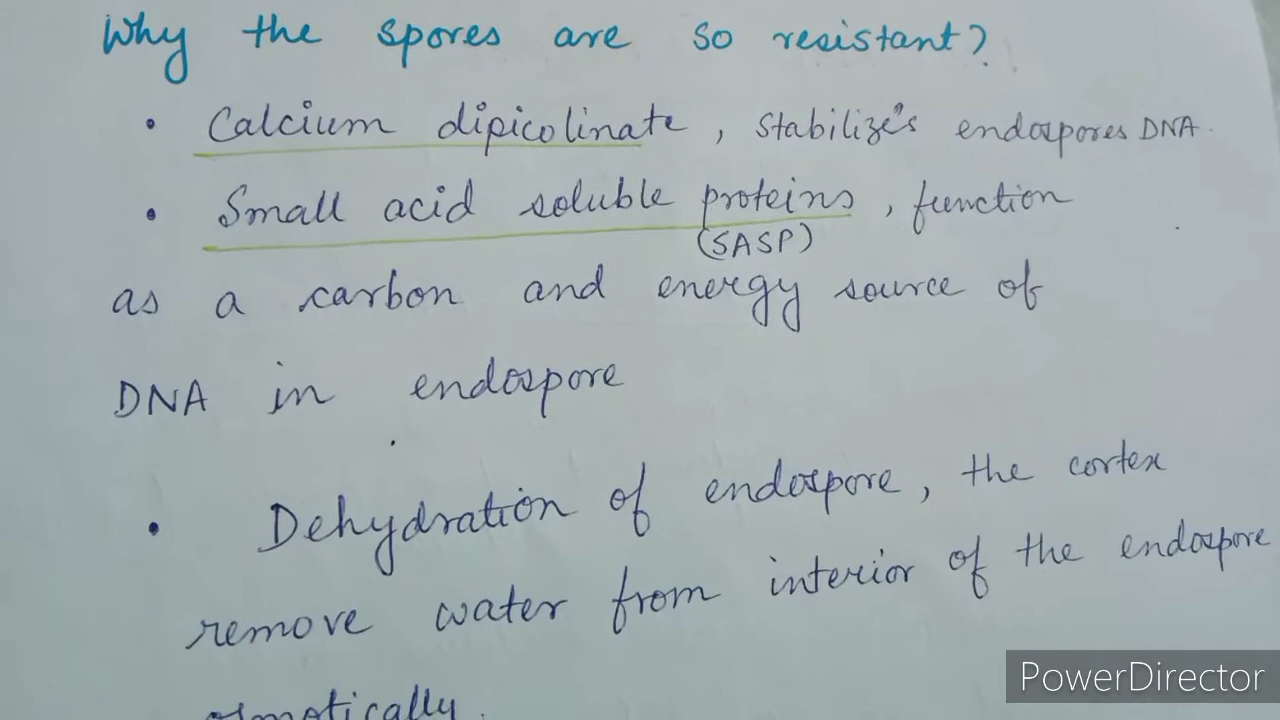 Why the spores are so resistant?
• Calcium dipicolinate, stabilize's endospores DNA.
• Small acid soluble proteins, function
(SASP)
as a carbon and energy source of
DNA in endospore
• Dehydration of endospore, the cortex
remove water from interior of the endospore
osmotically.
PowerDirector